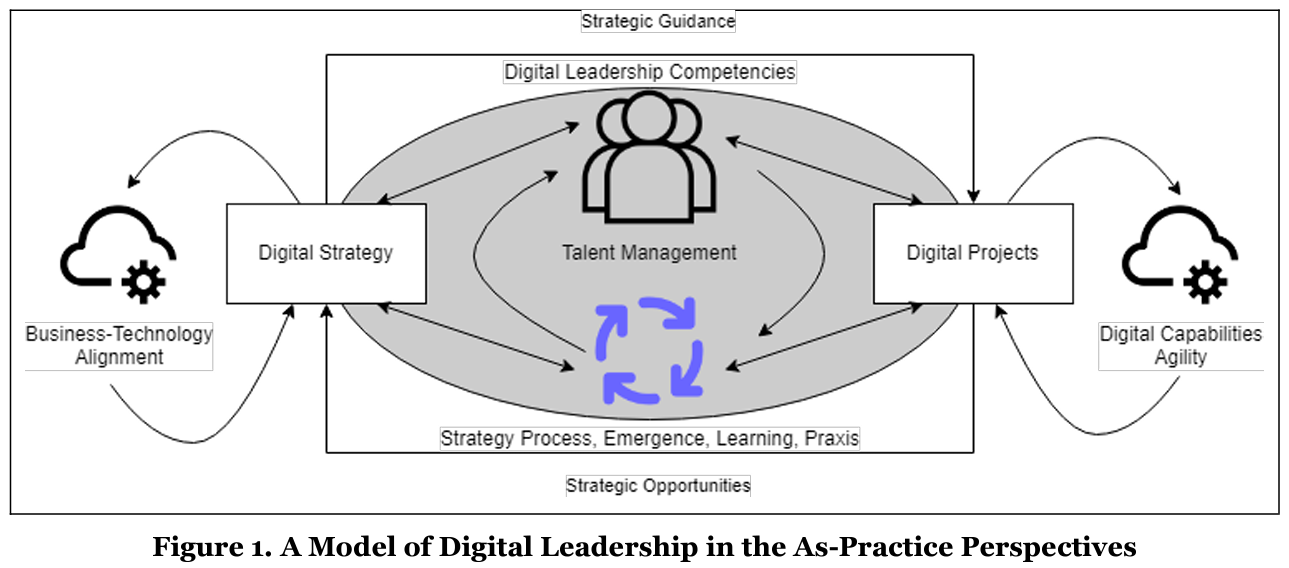 Strategic Guidance
Digital Leadership Competencies
Digital Strategy
Talent Management
Digital Projects
Business-Technology
Alignment
Digital Capabilities
Agility
Strategy Process, Emergence, Learning, Praxis
Strategic Opportunities
Figure 1. A Model of Digital Leadership in the As-Practice Perspectives